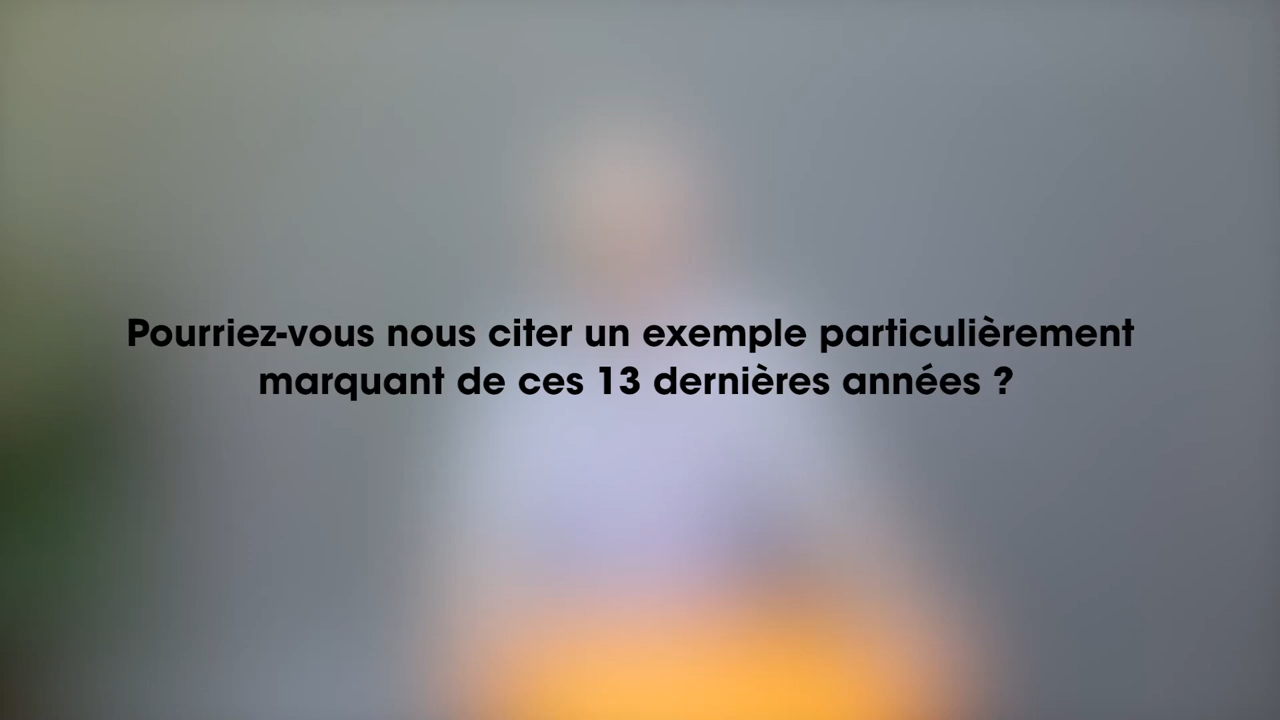 Pourriez-vous nous citer un exemple particulièrement
marquant de ces 13 dernières années ?